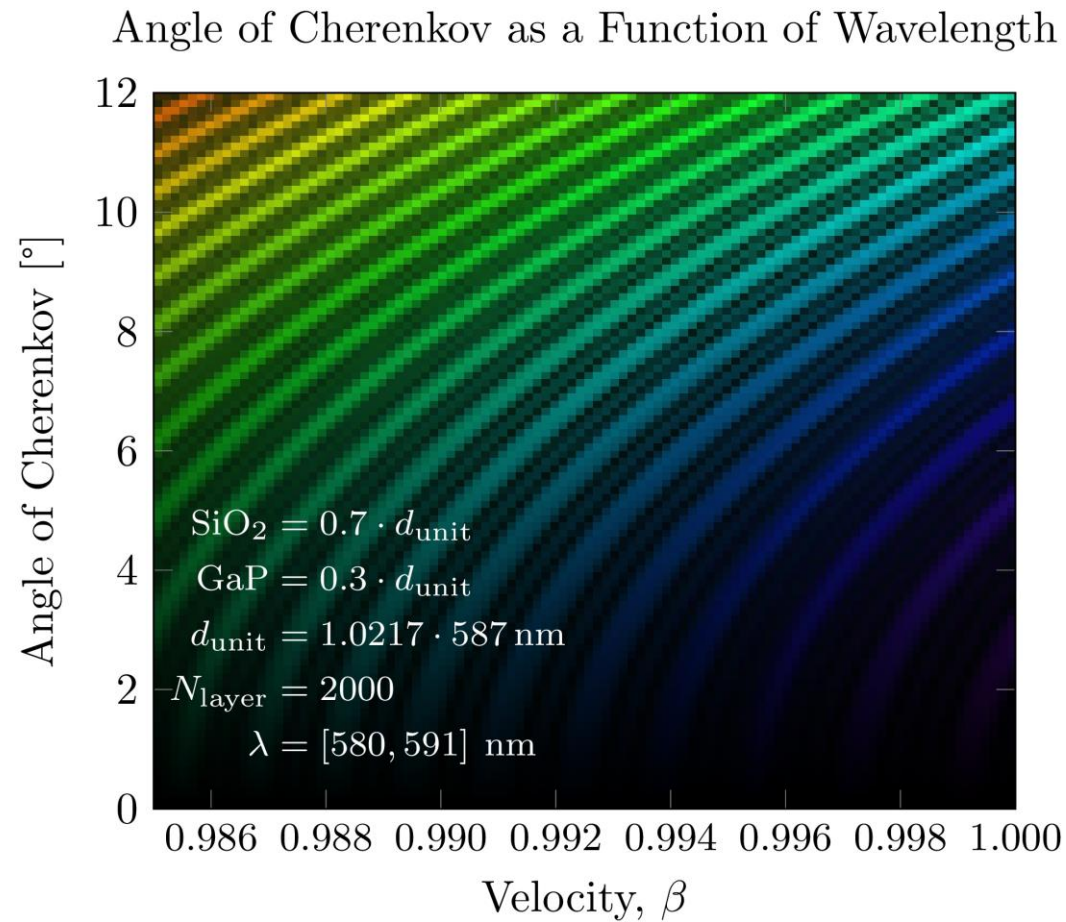 Angle of Cherenkov as a Function of Wavelength
12
10
8
6
4
2
0
Angle of Cherenkov [°]
SiO₂ = 0.7 · d_unit
GaP = 0.3 · d_unit
d_unit = 1.0217 · 587 nm
N_layer = 2000
λ = [580, 591] nm
0.986 0.988 0.990 0.992 0.994 0.996 0.998 1.000
Velocity, β